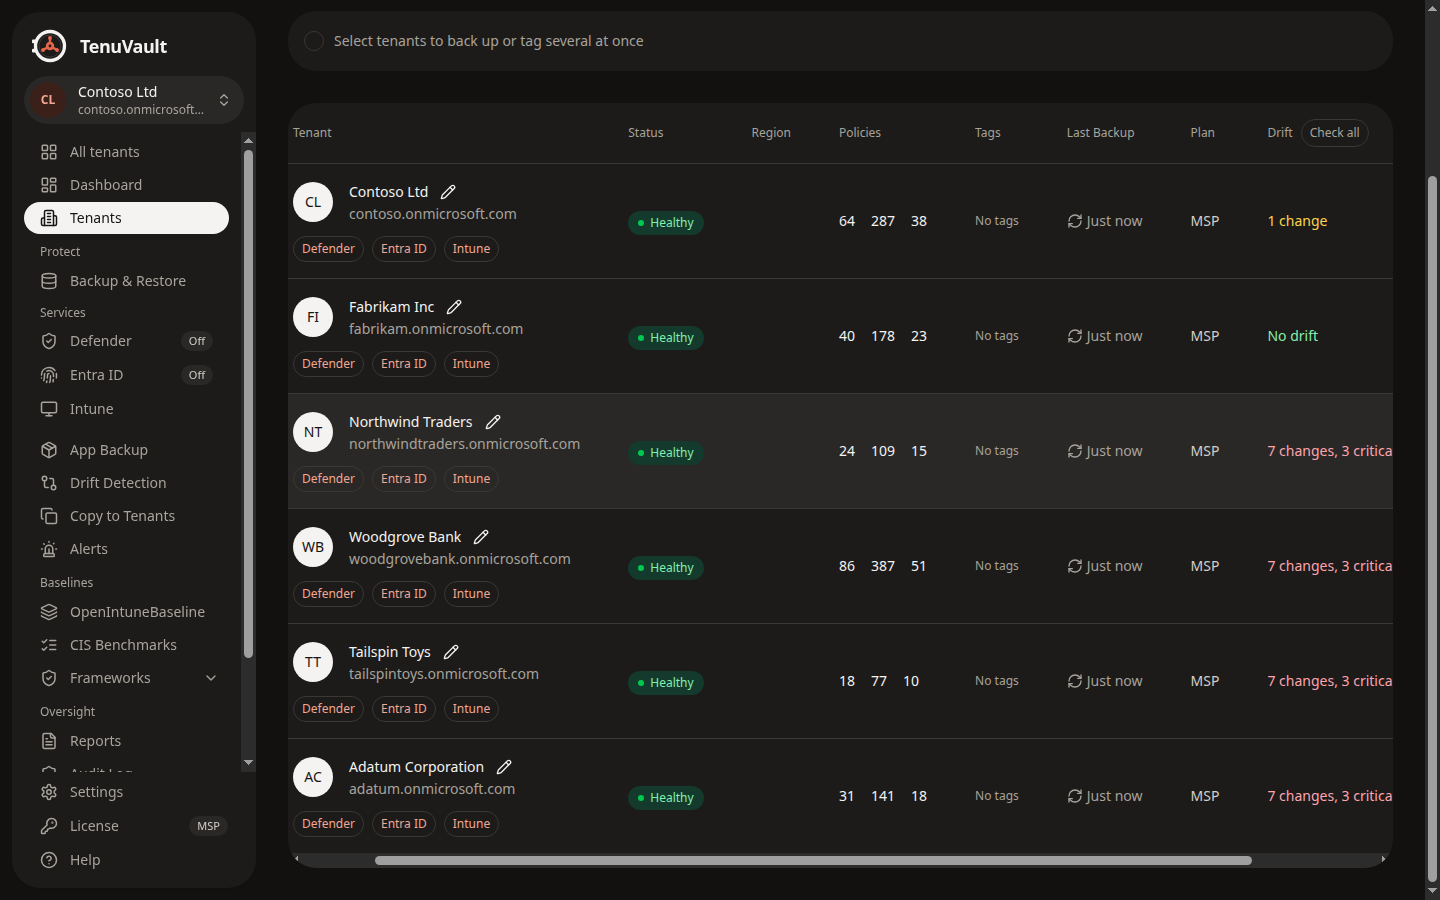 TenuVault
CL
Contoso Ltd
contoso.onmicrosoft...
All tenants
Dashboard
Tenants
Protect
Backup & Restore
Services
Defender Off
Entra ID Off
Intune
App Backup
Drift Detection
Copy to Tenants
Alerts
Baselines
OpenIntuneBaseline
CIS Benchmarks
Frameworks
Oversight
Reports
Audit Log
Settings
License MSP
Help
Select tenants to back up or tag several at once
Tenant Status Region Policies Tags Last Backup Plan Drift Check all
CL Contoso Ltd
contoso.onmicrosoft.com
Healthy 64 287 38 No tags Just now MSP 1 change
Defender Entra ID Intune
FI Fabrikam Inc
fabrikam.onmicrosoft.com
Healthy 40 178 23 No tags Just now MSP No drift
Defender Entra ID Intune
NT Northwind Traders
northwindtraders.onmicrosoft.com
Healthy 24 109 15 No tags Just now MSP 7 changes, 3 critica
Defender Entra ID Intune
WB Woodgrove Bank
woodgrovebank.onmicrosoft.com
Healthy 86 387 51 No tags Just now MSP 7 changes, 3 critica
Defender Entra ID Intune
TT Tailspin Toys
tailspintoys.onmicrosoft.com
Healthy 18 77 10 No tags Just now MSP 7 changes, 3 critica
Defender Entra ID Intune
AC Adatum Corporation
adatum.onmicrosoft.com
Healthy 31 141 18 No tags Just now MSP 7 changes, 3 critica
Defender Entra ID Intune